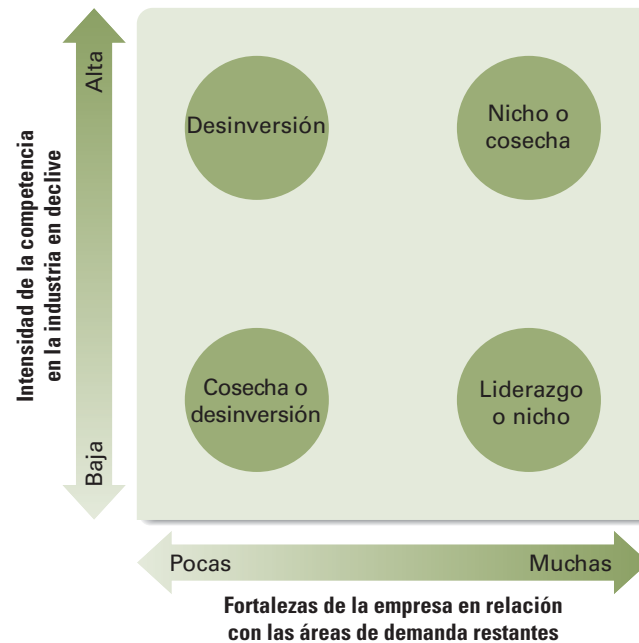 Alta
Intensidad de la competencia
en la industria en declive
Baja
Desinversión
Nicho o
cosecha
Cosecha o
desinversión
Liderazgo
o nicho
Pocas
Muchas
Fortalezas de la empresa en relación
con las áreas de demanda restantes